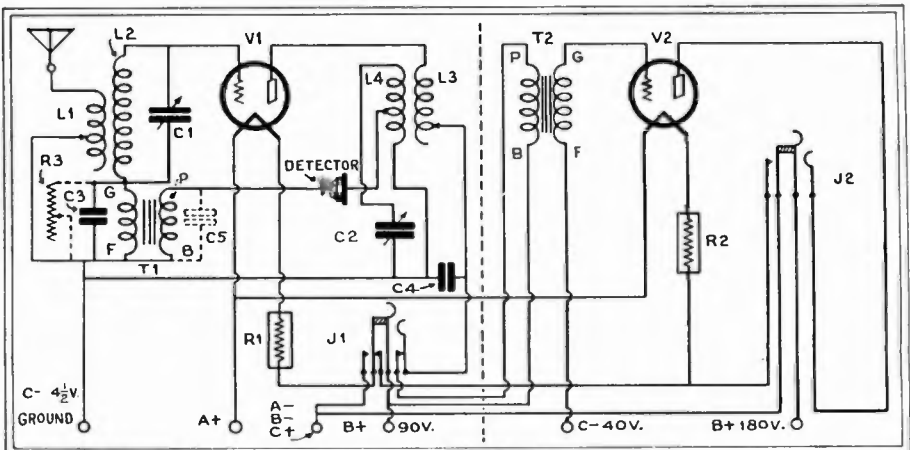 L2
V1
T2
V2
P
G
L4
L3
L1
C1
R3
DETECTOR
B
F
J2
C3
G
P
C2
R2
C5
F
B
T1
C4
R1
J1
C- 4½V.
GROUND
A+
A-
B-
C+
B+
90V.
C-40V.
B+180V.